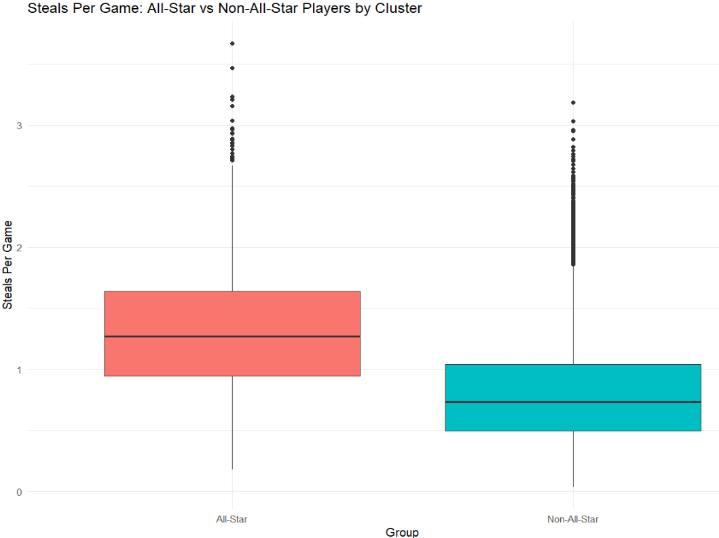 Steals Per Game: All-Star vs Non-All-Star Players by Cluster
Steals Per Game
3
2
1
0
All-Star
Non-All-Star
Group